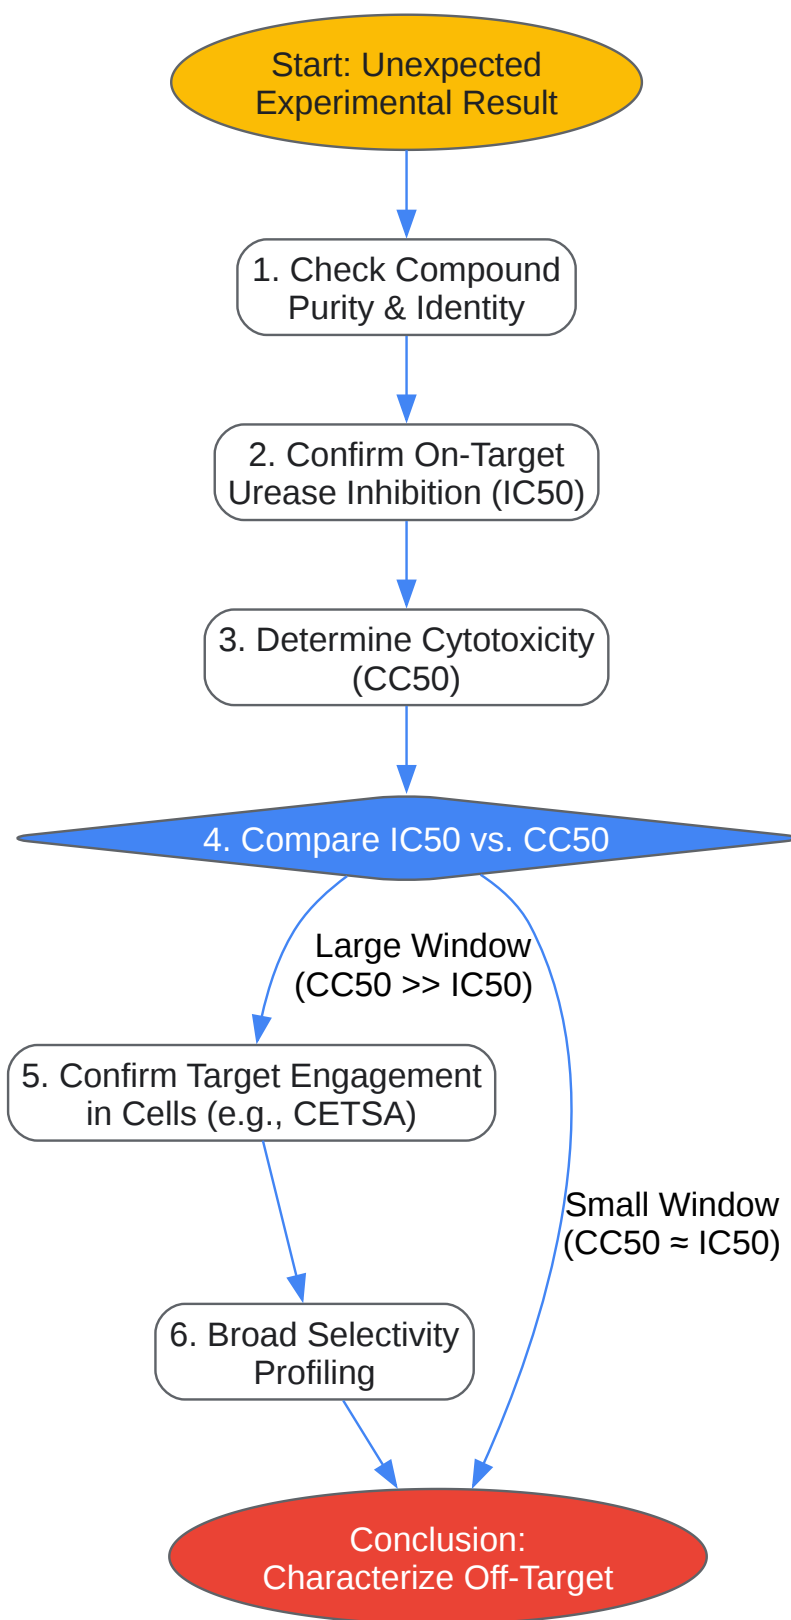 Start: Unexpected
Experimental Result
1. Check Compound
Purity & Identity
2. Confirm On-Target
Urease Inhibition (IC50)
3. Determine Cytotoxicity
(CC50)
4. Compare IC50 vs. CC50
Large Window
(CC50 >> IC50)
5. Confirm Target Engagement
in Cells (e.g., CETSA)
Small Window
(CC50 ≈ IC50)
6. Broad Selectivity
Profiling
Conclusion:
Characterize Off-Target